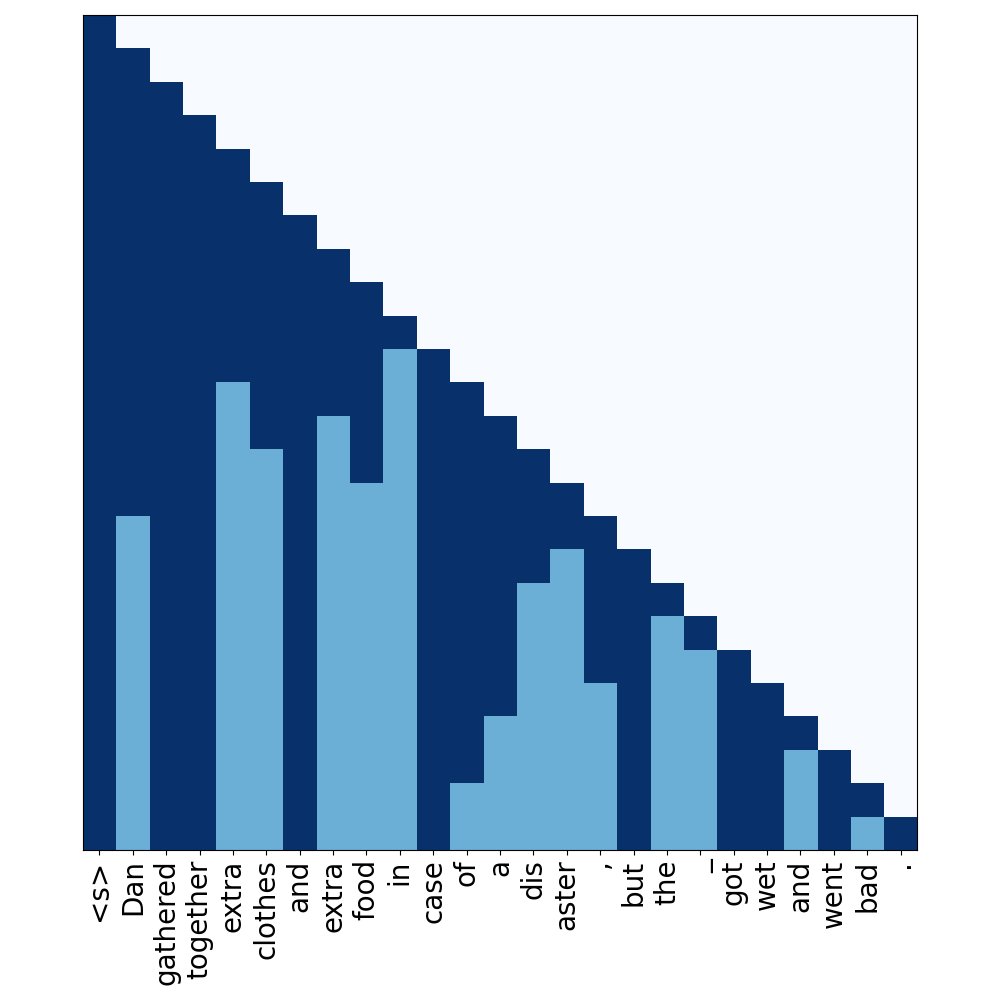 <s>
Dan
gathered
together
extra
clothes
and
extra
food
in
case
of
a
dis
aster
,
but
the
_
got
wet
and
went
bad
.